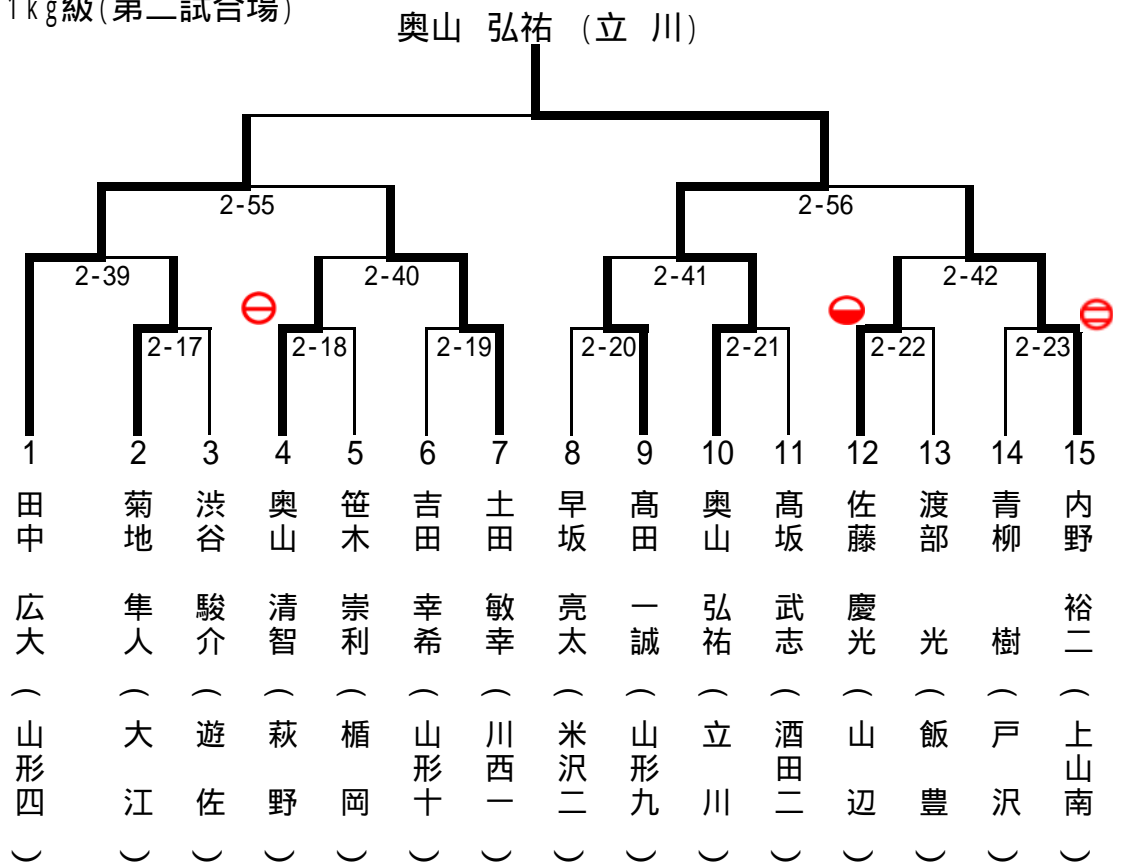 1kg級(第二試合場)
奥山 弘祐 (立 川)
2-55
2-56
2-39
2-40
2-41
2-42
2-17
2-18
2-19
2-20
2-21
2-22
2-23
1 2 3 4 5 6 7 8 9 10 11 12 13 14 15
田中 広大 (山形四)
菊地 隼人 (大 江)
渋谷 駿介 (遊 佐)
奥山 清智 (萩 野)
笹木 崇利 (楯 岡)
吉田 幸希 (山形十)
土田 敏幸 (川西一)
早坂 亮太 (米沢二)
髙田 一誠 (山形九)
奥山 弘祐 (立 川)
髙坂 武志 (酒田二)
佐藤 慶光 (山 辺)
渡部 光 (飯 豊)
青柳 樹 (戸 沢)
内野 裕二 (上山南)